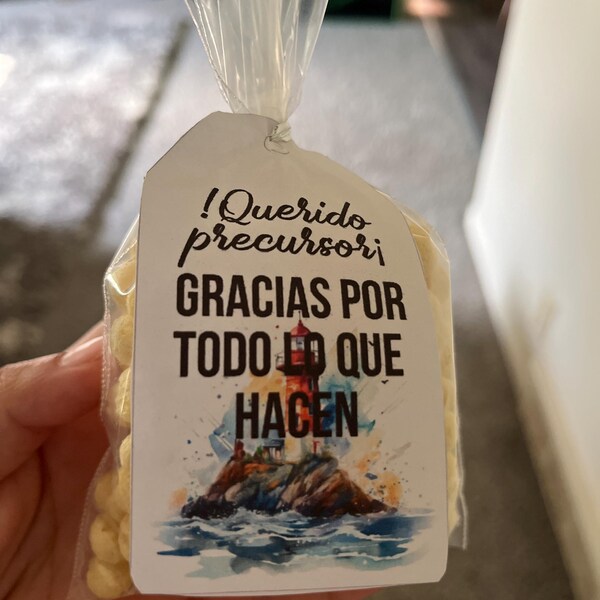 !Querido
precursor¡
GRACIAS POR
TODO LO QUE
HACEN